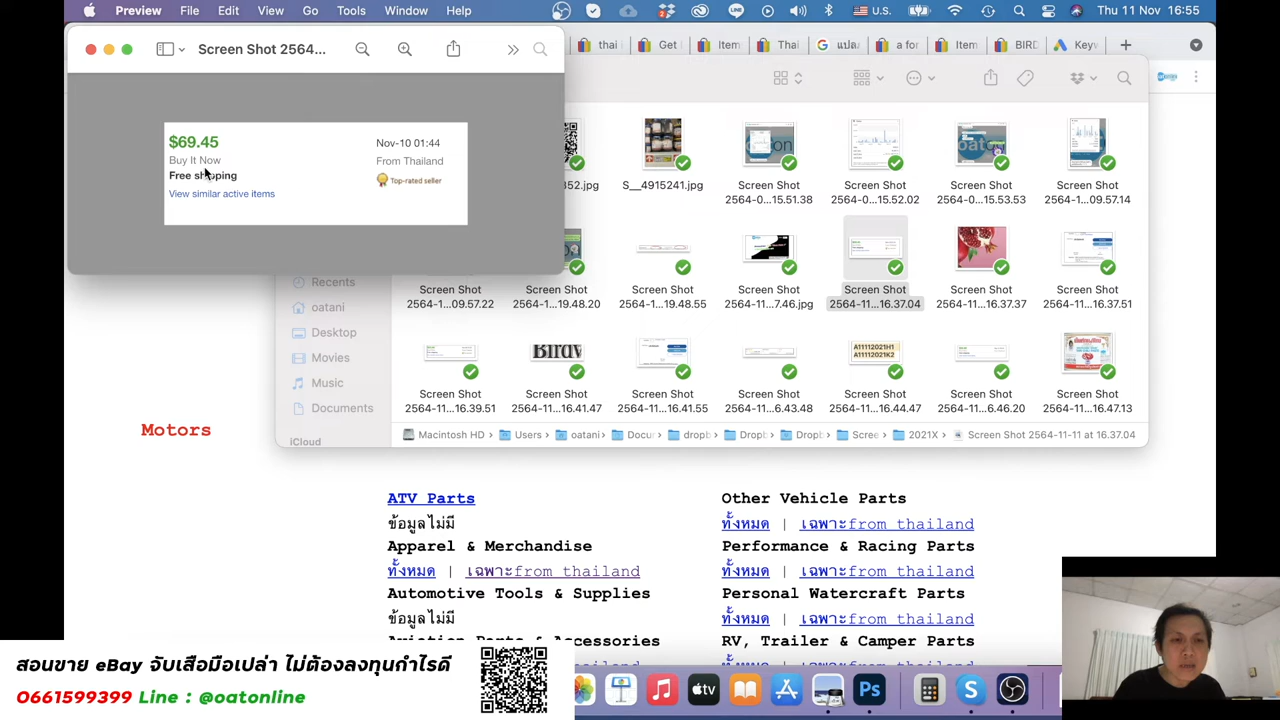 Preview File Edit View Go Tools Window Help
Thu 11 Nov 16:55
Screen Shot 2564...
thai i
Get I
Item
Thai
แปล
a for
Item
BIRD
Keyv
$69.45
Buy It Now
Free shipping
View similar active items
Nov-10 01:44
From Thailand
Top-rated seller
352.jpg
S__4915241.jpg
Screen Shot
2564-0...15.51.38
Screen Shot
2564-0...15.52.02
Screen Shot
2564-0...15.53.53
Screen Shot
2564-1...09.57.14
Screen Shot
2564-1...09.57.22
Screen Shot
2564-1...19.48.20
Screen Shot
2564-1...19.48.55
Screen Shot
2564-11...7.46.jpg
Screen Shot
2564-11...16.37.04
Screen Shot
2564-11...16.37.37
Screen Shot
2564-11...16.37.51
Screen Shot
2564-11...16.39.51
Screen Shot
2564-11...16.41.47
Screen Shot
2564-11...16.41.55
Screen Shot
2564-11...6.43.48
A11112021H1
A11112021K2
Screen Shot
2564-11...16.44.47
Screen Shot
2564-11...6.46.20
Screen Shot
2564-11...16.47.13
Recents
otani
Desktop
Movies
Music
Documents
iCloud
Macintosh HD › Users › oatani › Docur › dropb › Dropb › Dropb › Scree › 2021X › Screen Shot 2564-11-11 at 16.37.04
Motors
ATV Parts
ข้อมูลไม่มี
Apparel & Merchandise
ทั้งหมด | เฉพาะfrom thailand
Automotive Tools & Supplies
ข้อมูลไม่มี
Aviation Parts & Accessories
Other Vehicle Parts
ทั้งหมด | เฉพาะfrom thailand
Performance & Racing Parts
ทั้งหมด | เฉพาะfrom thailand
Personal Watercraft Parts
ทั้งหมด | เฉพาะfrom thailand
RV, Trailer & Camper Parts
สอนขาย eBay จับเสือมือเปล่า ไม่ต้องลงทุนกำไรดี
0661599399 Line : @oatonline